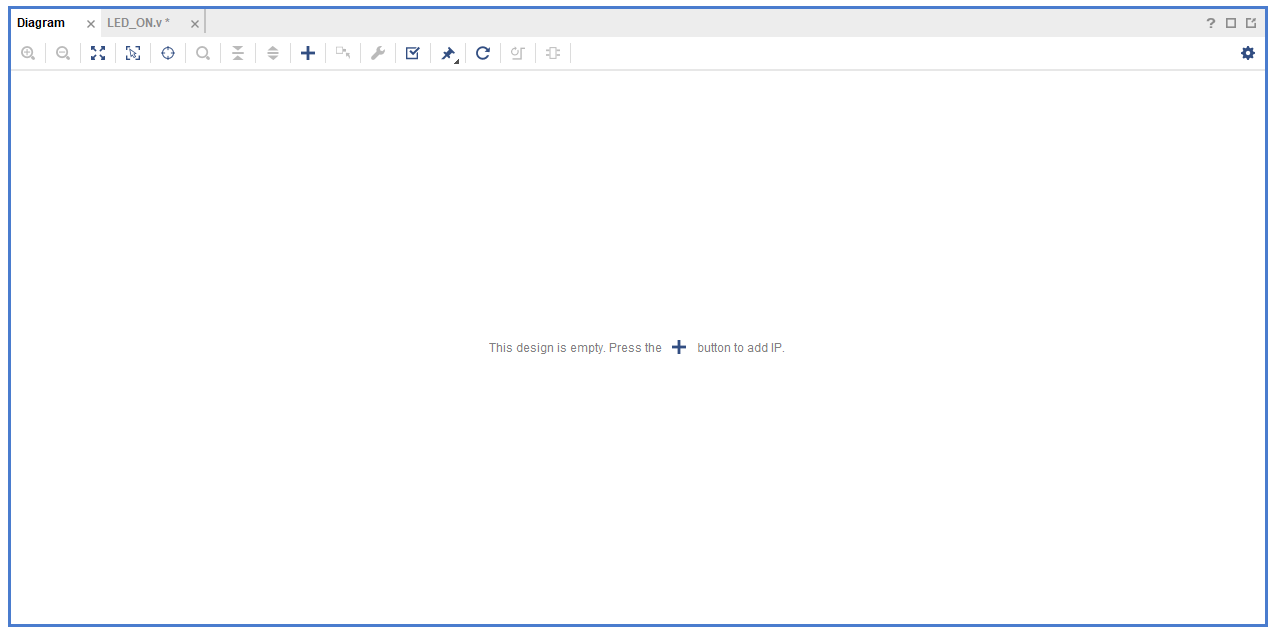 Diagram
LED_ON.v *
?
This design is empty. Press the + button to add IP.